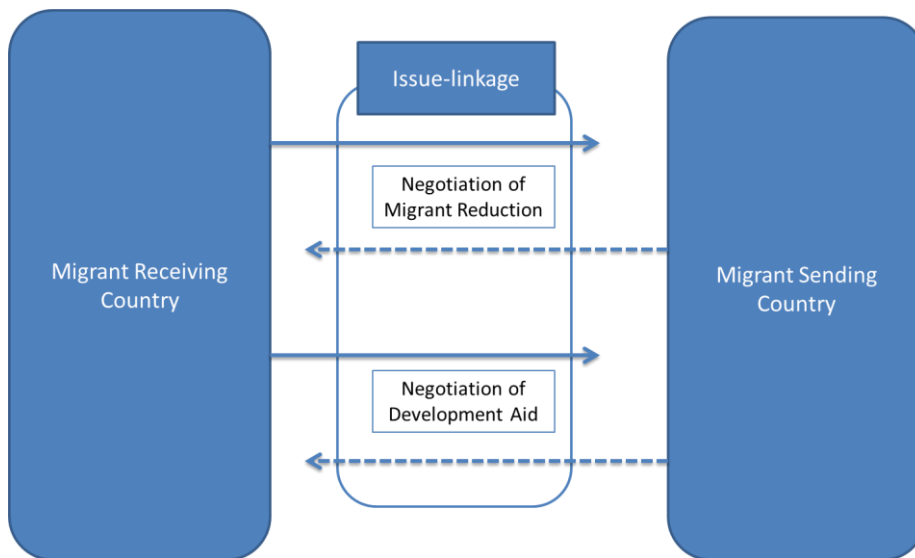 Issue-linkage
Negotiation of
Migrant Reduction
Migrant Receiving
Country
Migrant Sending
Country
Negotiation of
Development Aid